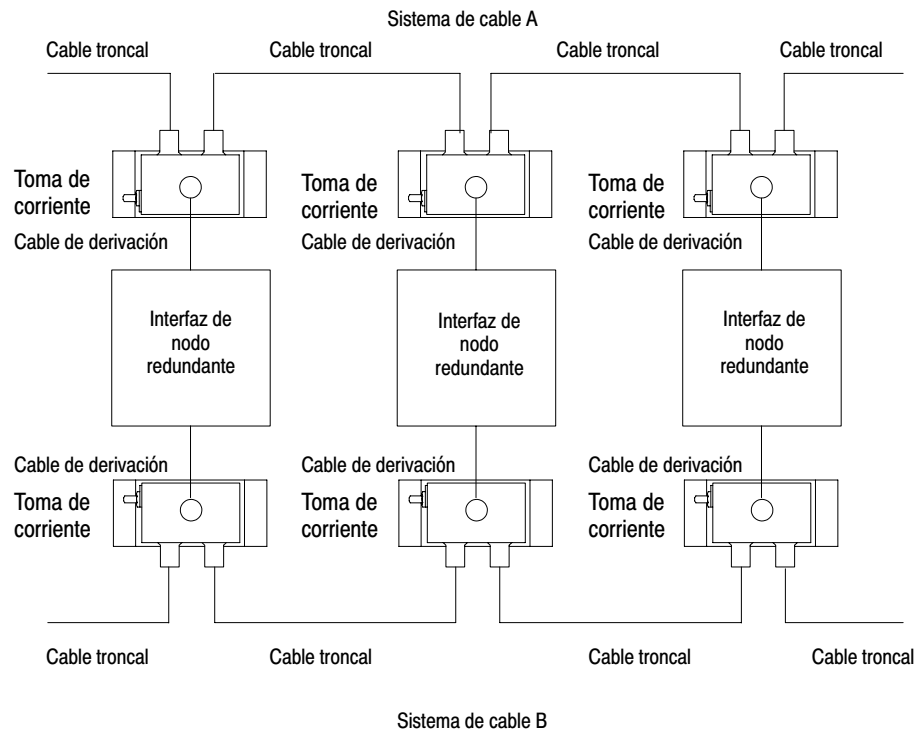 Sistema de cable A
Cable troncal
Cable troncal
Cable troncal
Cable troncal
Toma de
corriente
Toma de
corriente
Toma de
corriente
Cable de derivación
Cable de derivación
Cable de derivación
Interfaz de
nodo
redundante
Interfaz de
nodo
redundante
Interfaz de
nodo
redundante
Cable de derivación
Cable de derivación
Cable de derivación
Toma de
corriente
Toma de
corriente
Toma de
corriente
Cable troncal
Cable troncal
Cable troncal
Cable troncal
Sistema de cable B